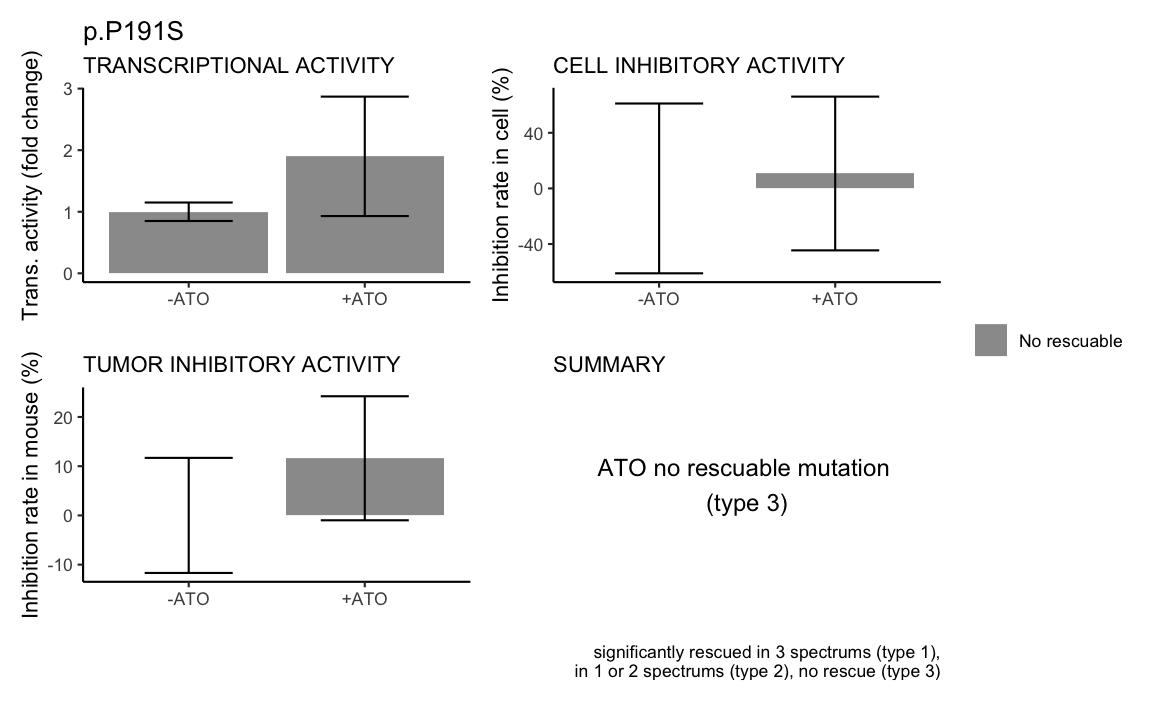 p.P191S
TRANSCRIPTIONAL ACTIVITY
Trans. activity (fold change)
3
2
1
0
-ATO
+ATO
CELL INHIBITORY ACTIVITY
Inhibition rate in cell (%)
40
0
-40
-ATO
+ATO
No rescuable
TUMOR INHIBITORY ACTIVITY
Inhibition rate in mouse (%)
20
10
0
-10
-ATO
+ATO
SUMMARY
ATO no rescuable mutation
(type 3)
significantly rescued in 3 spectrums (type 1),
in 1 or 2 spectrums (type 2), no rescue (type 3)